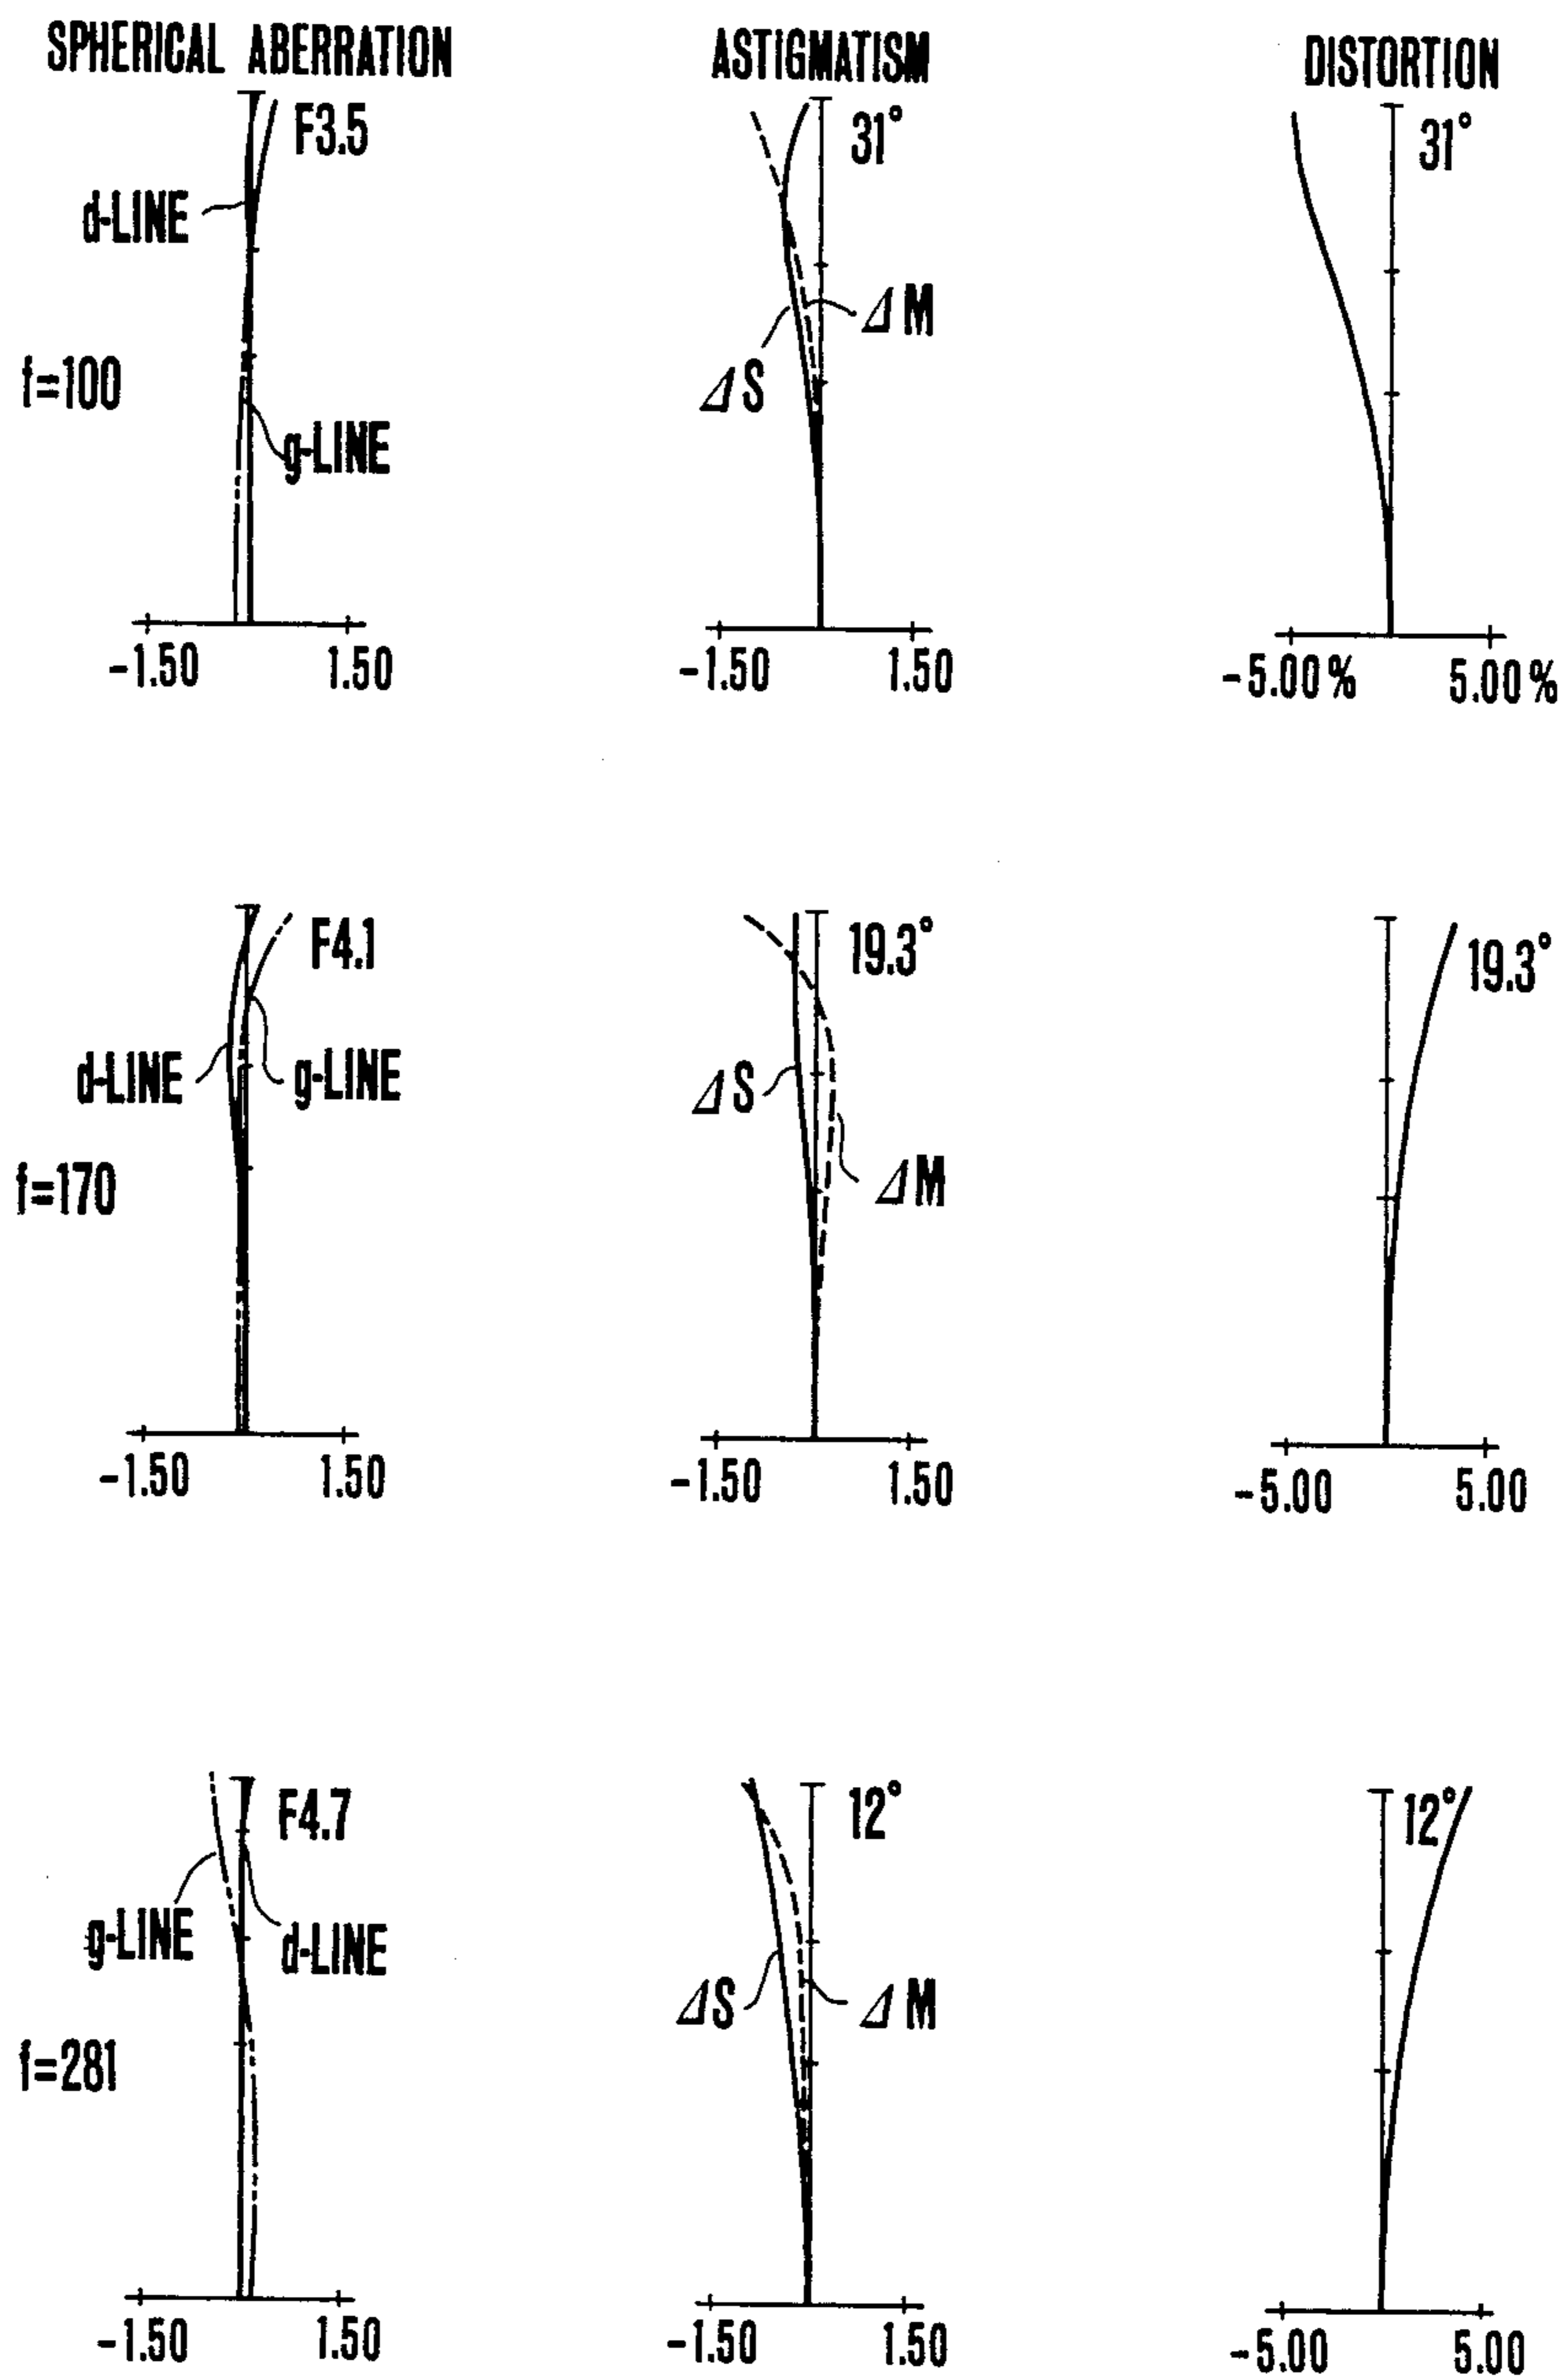 SPHERICAL ABERRATION
ASTIGMATISM
DISTORTION
F3.5
d-LINE
f=100
g-LINE
-1.50
1.50
31°
ΔM
ΔS
-1.50
1.50
31°
-5.00%
5.00%
F4.1
d-LINE
g-LINE
f=170
-1.50
1.50
19.3°
ΔS
ΔM
-1.50
1.50
19.3°
-5.00
5.00
F4.7
g-LINE
d-LINE
f=281
-1.50
1.50
12°
ΔS
ΔM
-1.50
1.50
12°
-5.00
5.00